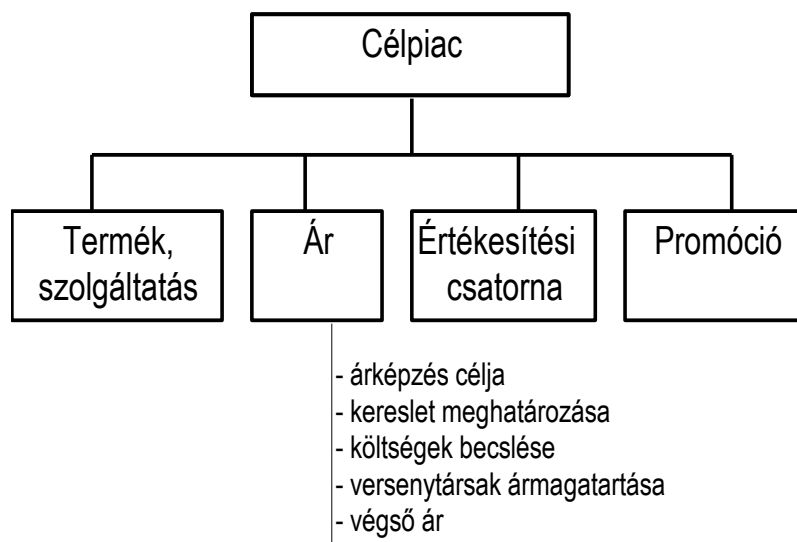 Célpiac
Termék,
szolgáltatás
Ár
Értékesítési
csatorna
Promóció
- árképzés célja
- kereslet meghatározása
- költségek becslése
- versenytársak ármagatartása
- végső ár